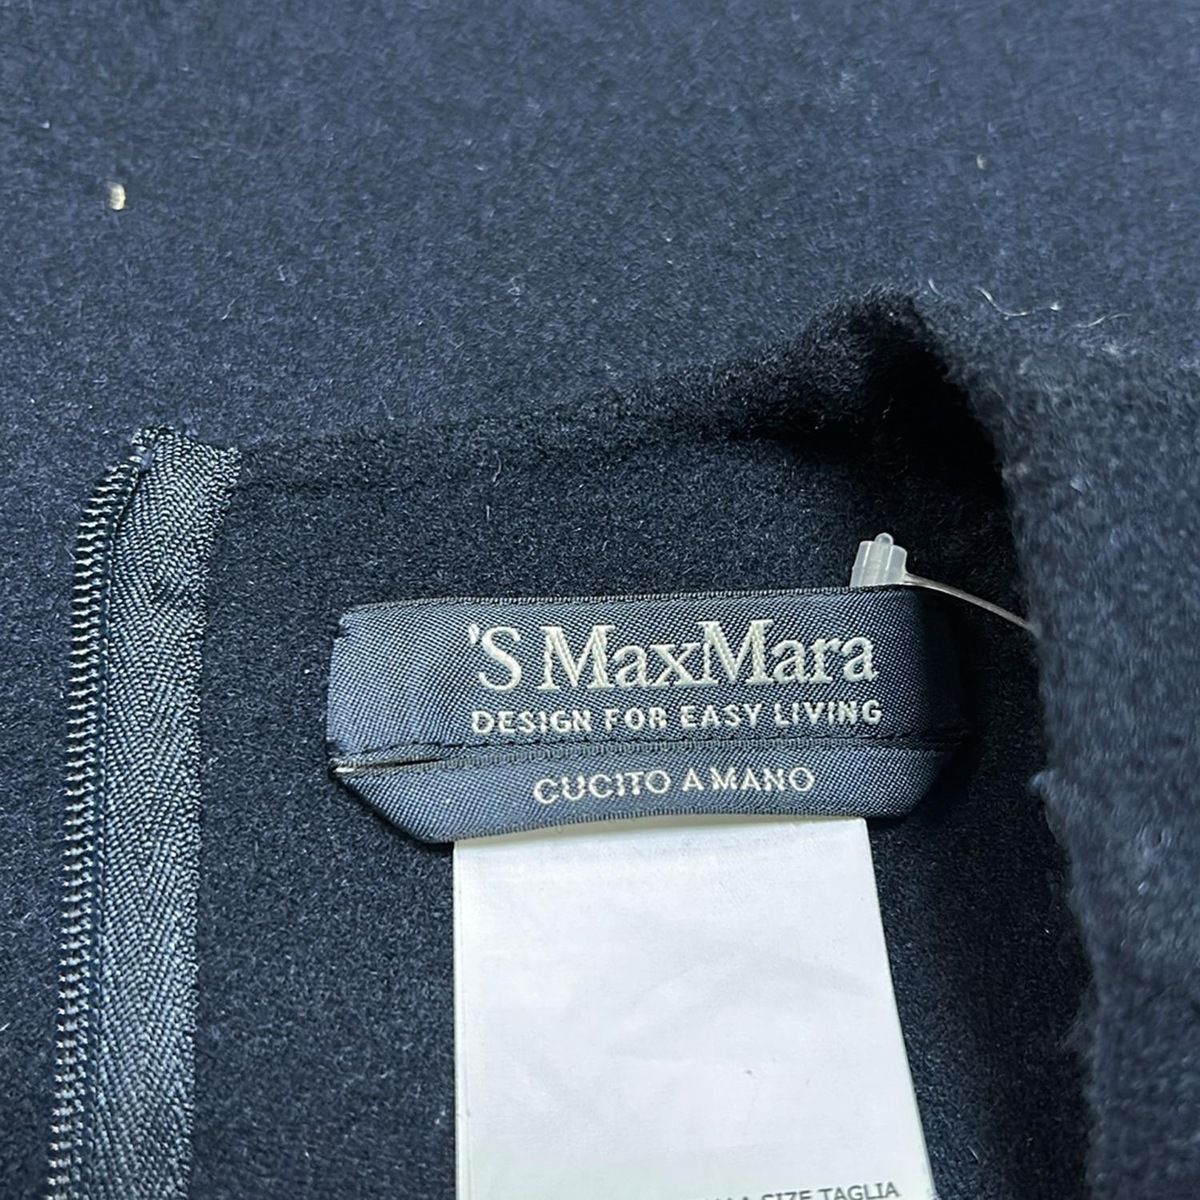 'S MaxMara
DESIGN FOR EASY LIVING
CUCITO A MANO
SIZE TAGLIA